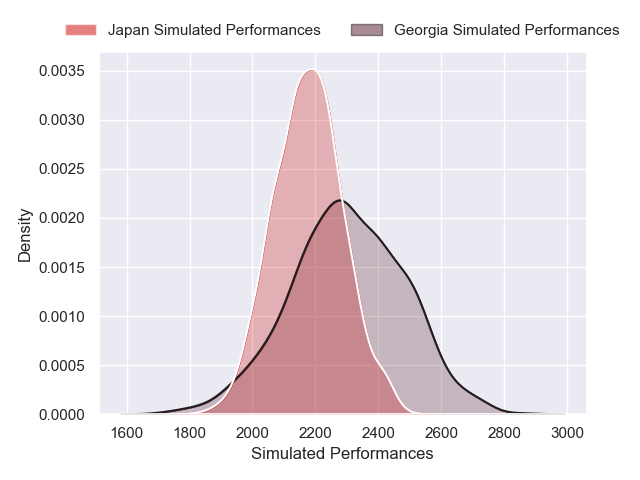 Japan Simulated Performances Georgia Simulated Performances
0.0035
0.0030
0.0025
0.0020
0.0015
0.0010
0.0005
0.0000
Density
1600 1800 2000 2200 2400 2600 2800 3000
Simulated Performances